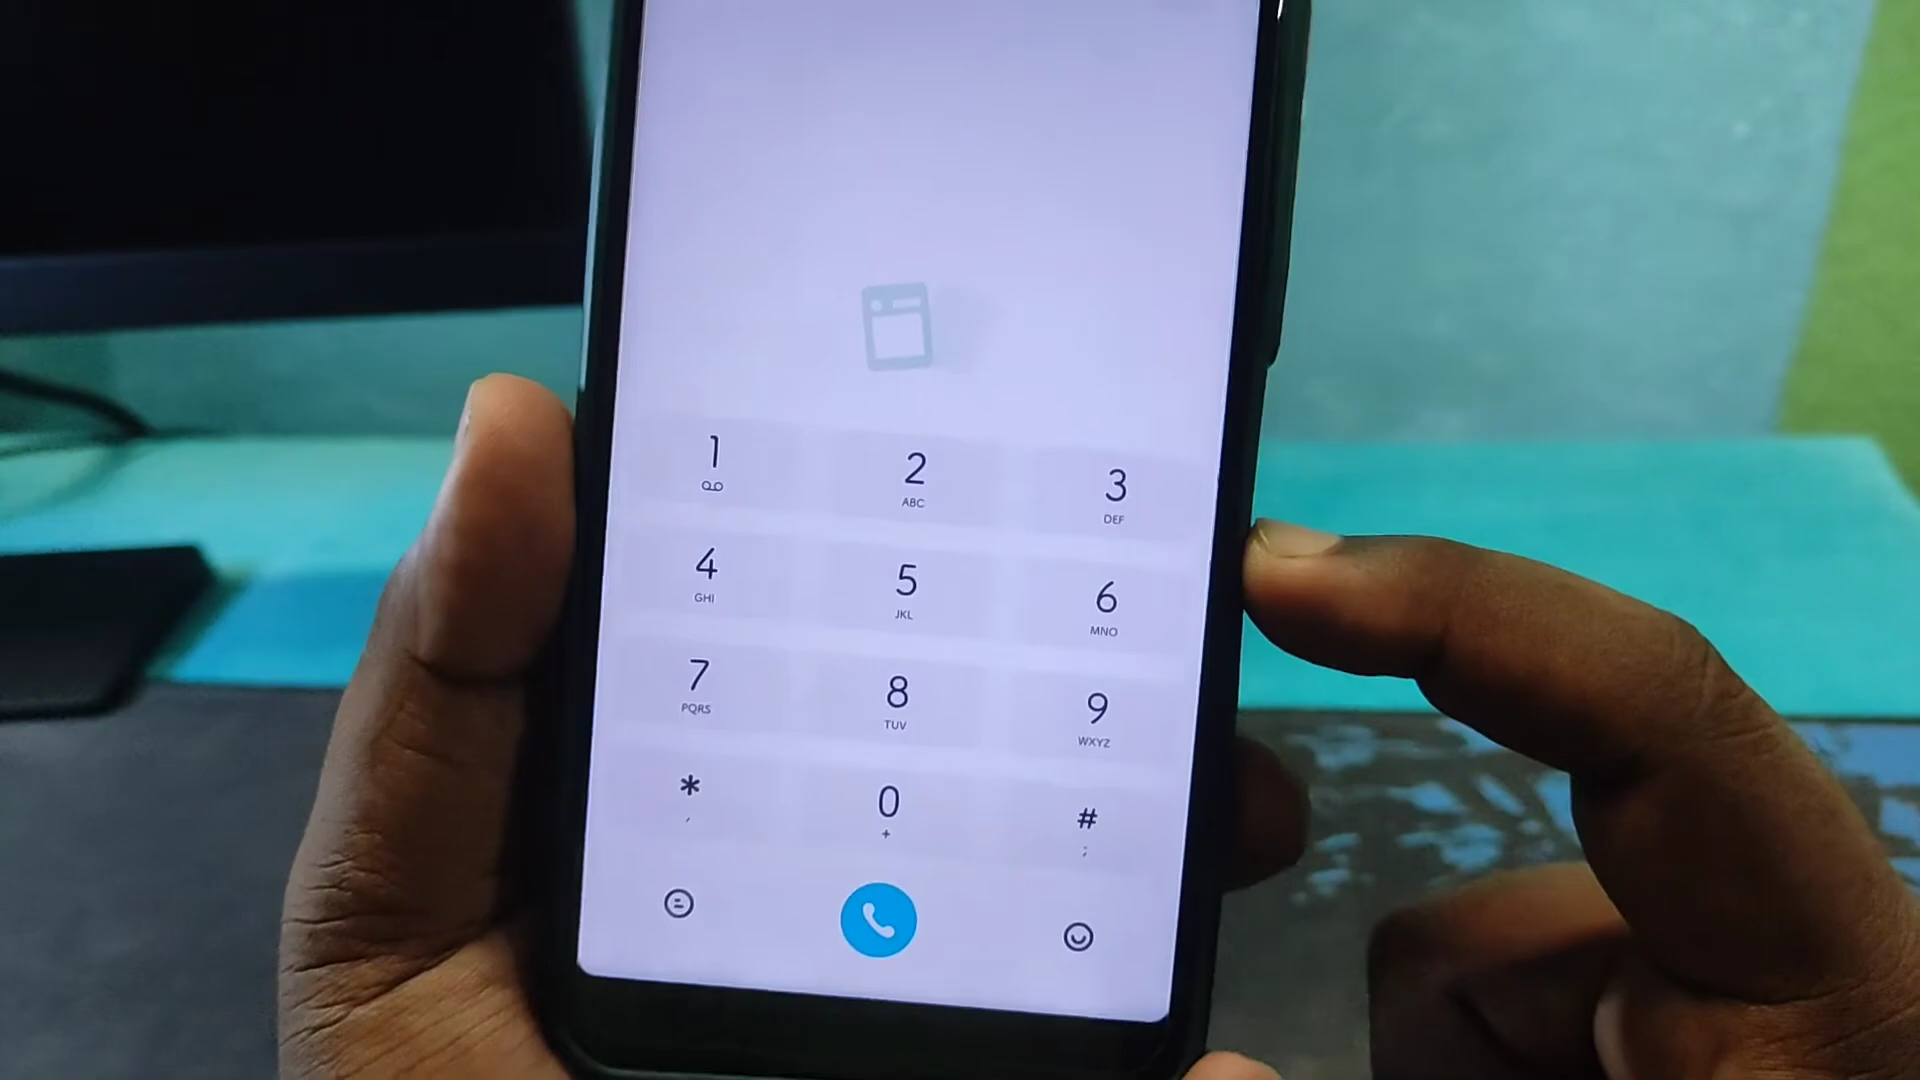 1 2 3
ABC DEF
4 5 6
GHI JKL MNO
7 8 9
PQRS TUV WXYZ
* 0 #
, + ;